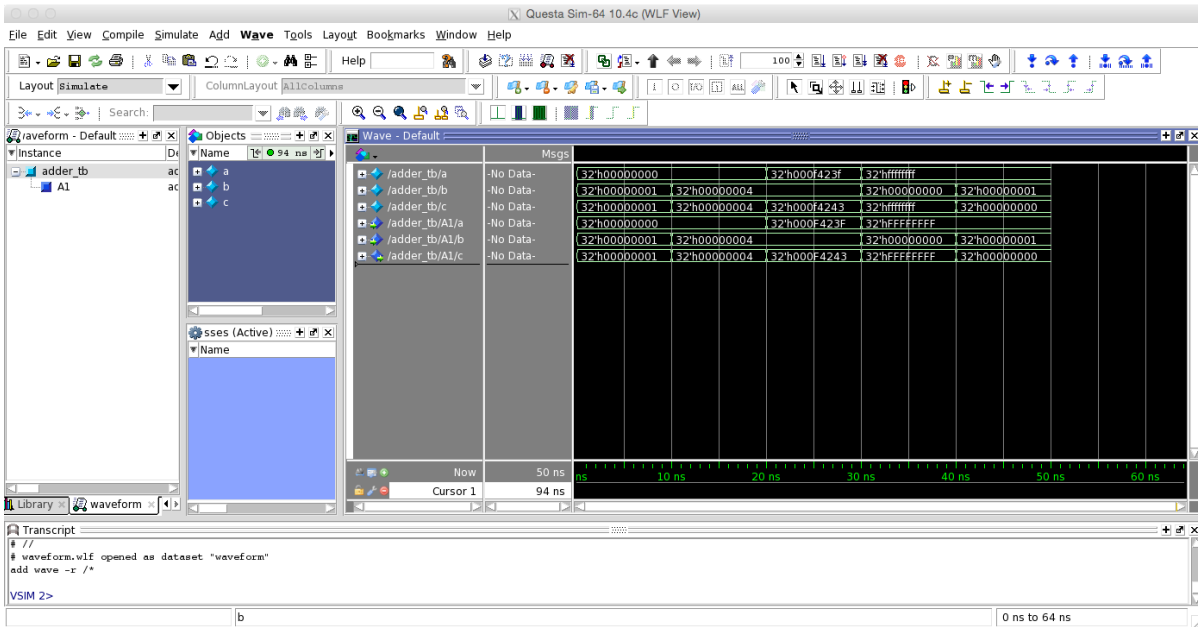 Questa Sim-64 10.4c (WLF View)
File Edit View Compile Simulate Add Wave Tools Layout Bookmarks Window Help
Help
100
Layout Simulate
ColumnLayout AllColumns
Search:
/aveform - Default
Objects
Wave - Default
Instance
Name
94 ns
Msgs
adder_tb
A1
a
b
c
/adder_tb/a -No Data- 32'h00000000 32'h000f423f 32'hffffffff
/adder_tb/b -No Data- 32'h00000001 32'h00000004 32'h00000000 32'h00000001
/adder_tb/c -No Data- 32'h00000001 32'h00000004 32'h000f4243 32'hffffffff 32'h00000000
/adder_tb/A1/a -No Data- 32'h00000000 32'h000F423F 32'hFFFFFFFF
/adder_tb/A1/b -No Data- 32'h00000001 32'h00000004 32'h00000000 32'h00000001
/adder_tb/A1/c -No Data- 32'h00000001 32'h00000004 32'h000F4243 32'hFFFFFFFF 32'h00000000
sses (Active)
Name
Now 50 ns
ns 10 ns 20 ns 30 ns 40 ns 50 ns 60 ns
Cursor 1 94 ns
Library
waveform
Transcript
# //
# waveform.wlf opened as dataset "waveform"
add wave -r /*
VSIM 2>
b
0 ns to 64 ns